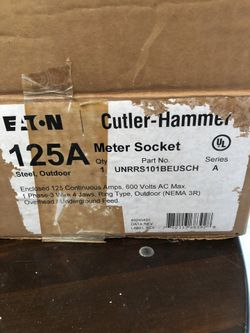 EATON Cutler-Hammer
125A Meter Socket
Qty Part No. Series
Steel, Outdoor 1 UNRRS101BEUSCH A
Enclosed 125 Continuous Amps, 600 Volts AC Max.
1 Phase 3 Wire 4 Jaws, Ring Type, Outdoor (NEMA 3R)
Overhead / Underground Feed.